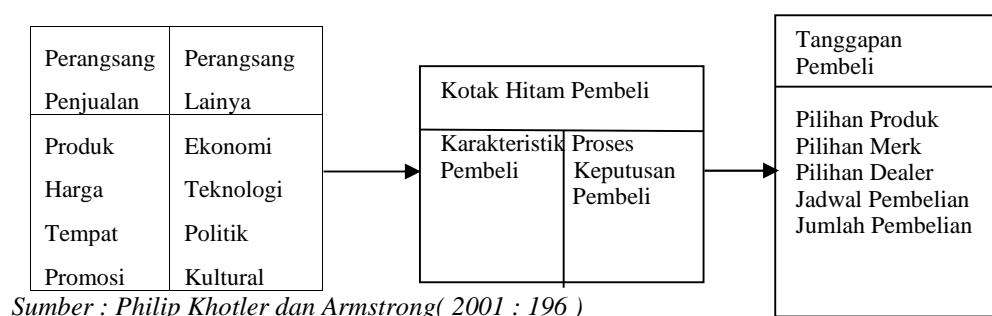 Perangsang
Penjualan
Perangsang
Lainya
Produk
Harga
Tempat
Promosi
Ekonomi
Teknologi
Politik
Kultural
Kotak Hitam Pembeli
Karakteristik
Pembeli
Proses
Keputusan
Pembeli
Tanggapan
Pembeli
Pilihan Produk
Pilihan Merk
Pilihan Dealer
Jadwal Pembelian
Jumlah Pembelian
Sumber : Philip Khotler dan Armstrong( 2001 : 196 )